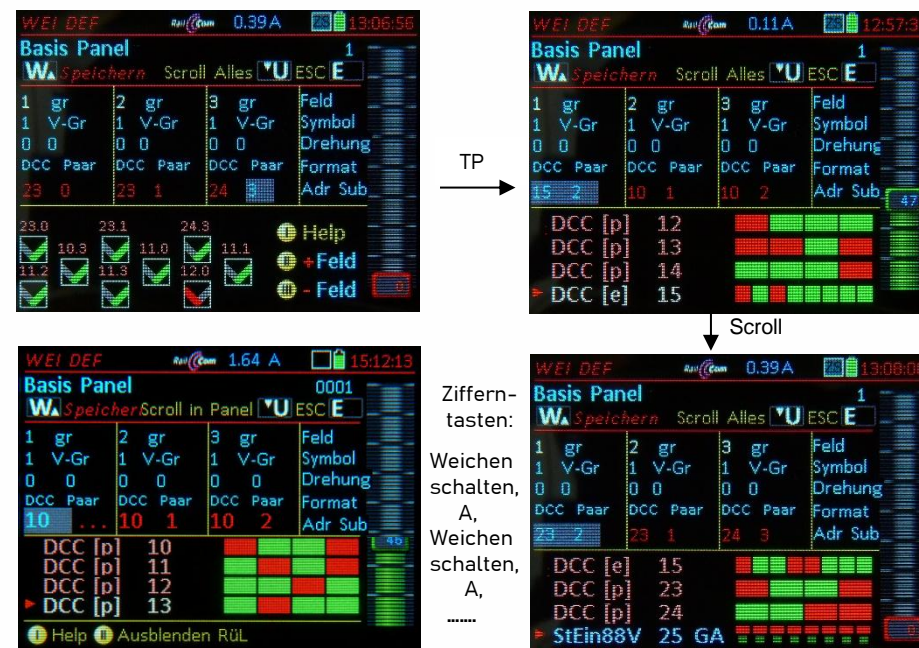 WEI DEF RailCom 0.39 A ZS 13:06:56
Basis Panel 1
W Speichern Scroll Alles U ESC E
1 gr 2 gr 3 gr Feld
1 V-Gr 1 V-Gr 1 V-Gr Symbol
0 0 0 0 0 0 Drehung
DCC Paar DCC Paar DCC Paar Format
23 0 23 1 24 3 Adr Sub
23.0 23.1 24.3
10.3 11.0 11.1
11.2 11.3 12.0
I Help
II + Feld
III - Feld
0
TP
WEI DEF RailCom 0.11 A ZS 12:57:3
Basis Panel 1
W Speichern Scroll Alles U ESC E
1 gr 2 gr 3 gr Feld
1 V-Gr 1 V-Gr 1 V-Gr Symbol
0 0 0 0 0 0 Drehung
DCC Paar DCC Paar DCC Paar Format
15 2 10 1 10 2 Adr Sub
47
DCC [p] 12
DCC [p] 13
DCC [p] 14
DCC [e] 15
Scroll
WEI DEF RailCom 0.39 A ZS 13:08:0
Basis Panel 1
W Speichern Scroll Alles U ESC E
1 gr 2 gr 3 gr Feld
1 V-Gr 1 V-Gr 1 V-Gr Symbol
0 0 0 0 0 0 Drehung
DCC Paar DCC Paar DCC Paar Format
23 2 23 1 24 3 Adr Sub
DCC [e] 15
DCC [p] 23
DCC [p] 24
StEin88V 25 GA
Ziffern-
tasten:
Weichen
schalten,
A,
Weichen
schalten,
A,
.......
WEI DEF RailCom 1.64 A 15:12:13
Basis Panel 0001
W Speicher Scroll in Panel U ESC E
1 gr 2 gr 3 gr Feld
1 V-Gr 1 V-Gr 1 V-Gr Symbol
0 0 0 0 0 0 Drehung
DCC Paar DCC Paar DCC Paar Format
10 ... 10 1 10 2 Adr Sub
46
DCC [p] 10
DCC [p] 11
DCC [p] 12
DCC [p] 13
I Help II Ausblenden RüL